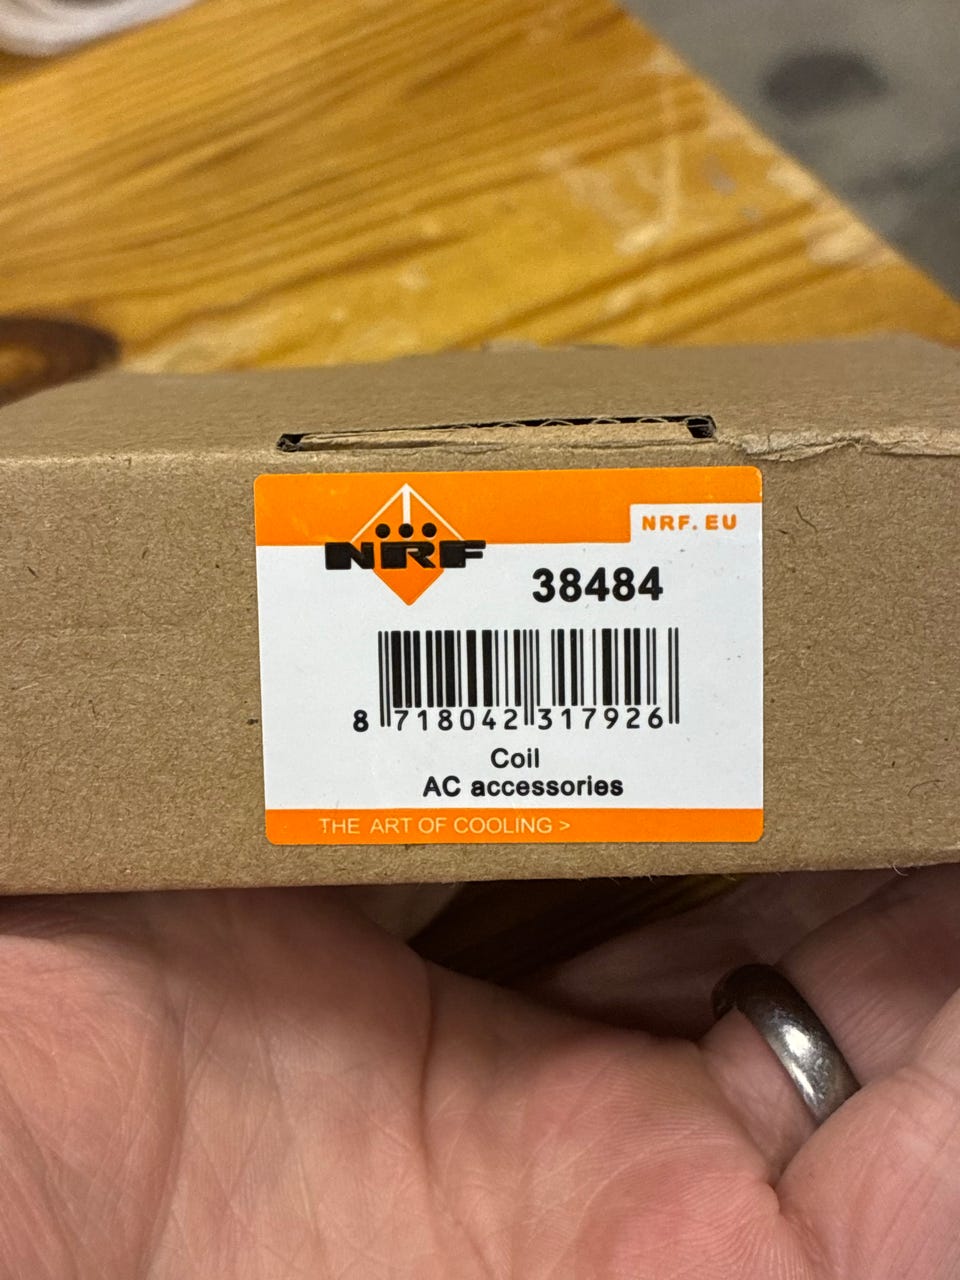 NRF
NRF.EU
38484
8 718042 317926
Coil
AC accessories
THE ART OF COOLING >